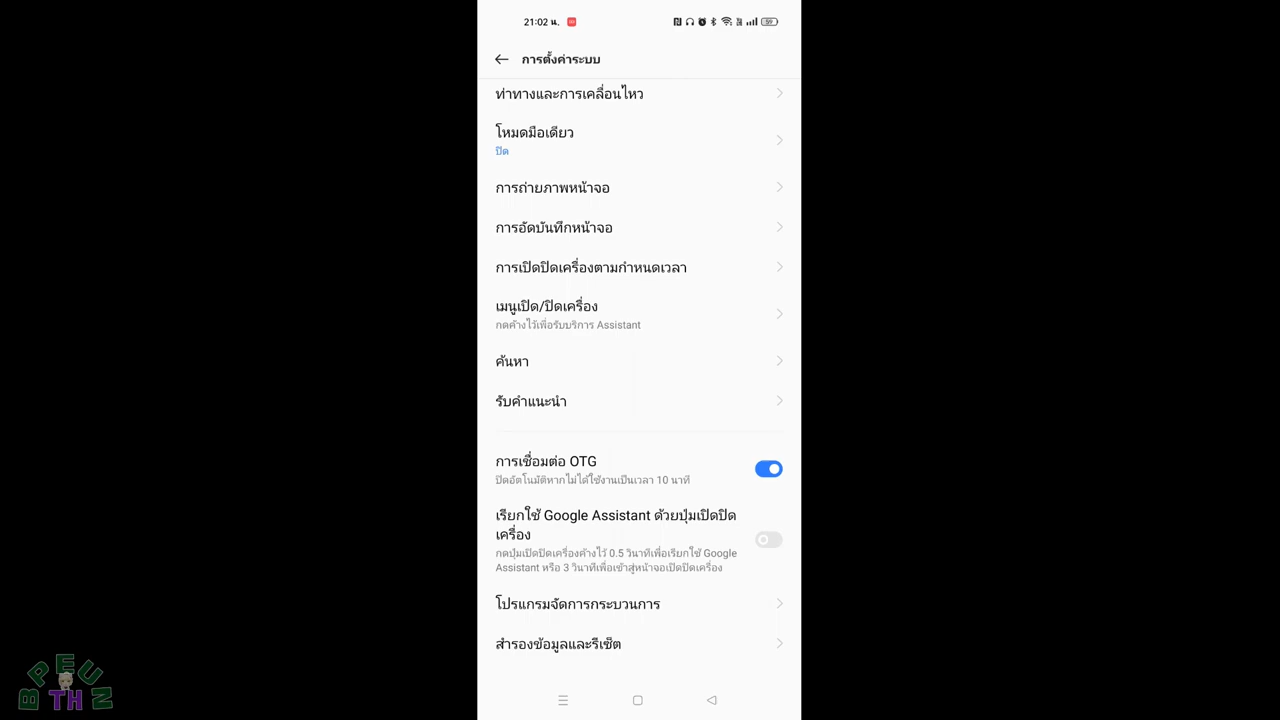 21:02 น.
59
การตั้งค่าระบบ
ท่าทางและการเคลื่อนไหว
โหมดมือเดียว
ปิด
การถ่ายภาพหน้าจอ
การอัดบันทึกหน้าจอ
การเปิดปิดเครื่องตามกำหนดเวลา
เมนูเปิด/ปิดเครื่อง
กดค้างไว้เพื่อรับบริการ Assistant
ค้นหา
รับคำแนะนำ
การเชื่อมต่อ OTG
ปิดอัตโนมัติหากไม่ได้ใช้งานเป็นเวลา 10 นาที
เรียกใช้ Google Assistant ด้วยปุ่มเปิดปิด
เครื่อง
กดปุ่มเปิดปิดเครื่องค้างไว้ 0.5 วินาทีเพื่อเรียกใช้ Google
Assistant หรือ 3 วินาทีเพื่อเข้าสู่หน้าจอเปิดปิดเครื่อง
โปรแกรมจัดการกระบวนการ
สำรองข้อมูลและรีเซ็ต
BPEUN
TH